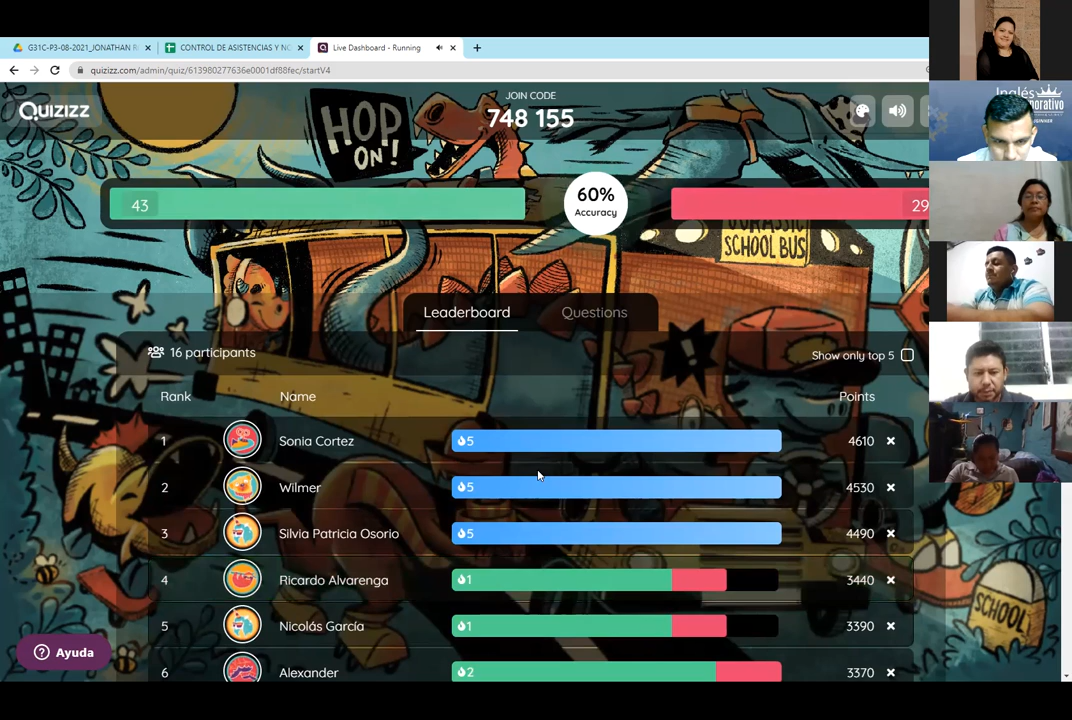 G31C-P3-08-2021_JONATHAN R
CONTROL DE ASISTENCIAS Y NO
Live Dashboard - Running
quizizz.com/admin/quiz/613980277636e0001df88fec/startV4
Quizizz
HOP ON!
JOIN CODE
748 155
Inglés
43
60%
Accuracy
29
SCHOOL BUS
Leaderboard
Questions
16 participants
Show only top 5
Rank
Name
Points
1 Sonia Cortez 5 4610
2 Wilmer 5 4530
3 Silvia Patricia Osorio 5 4490
4 Ricardo Alvarenga 1 3440
5 Nicolás García 1 3390
6 Alexander 2 3370
SCHOOL
Ayuda